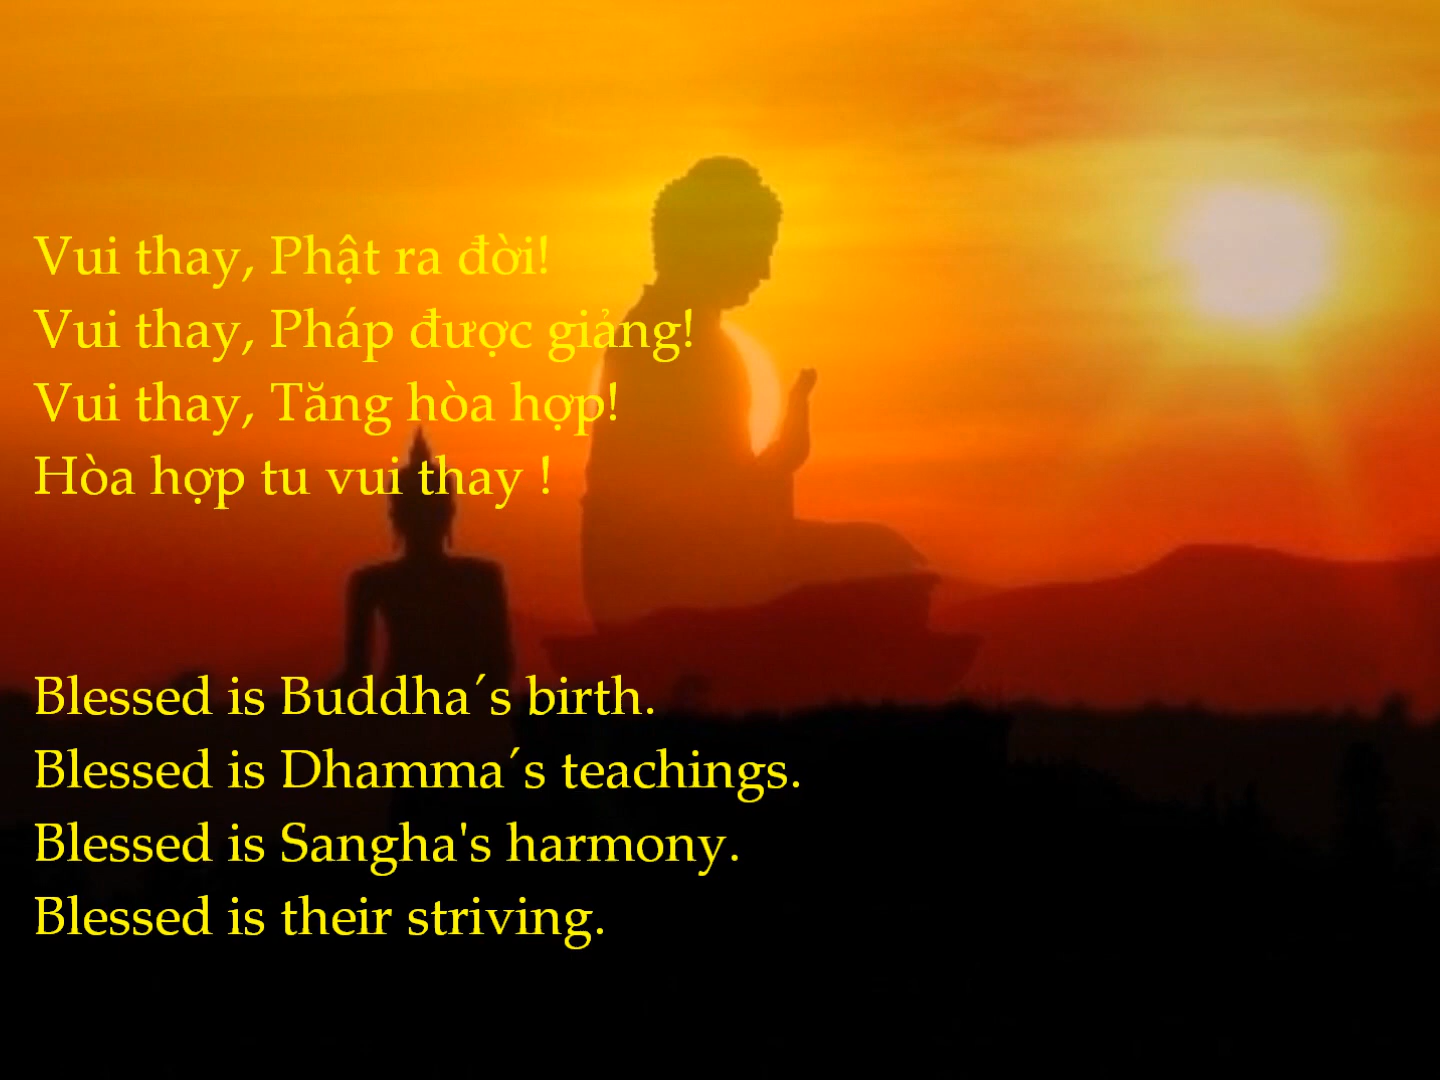 Vui thay, Phật ra đời!
Vui thay, Pháp được giảng!
Vui thay, Tăng hòa hợp!
Hòa hợp tu vui thay !
Blessed is Buddha´s birth.
Blessed is Dhamma´s teachings.
Blessed is Sangha's harmony.
Blessed is their striving.